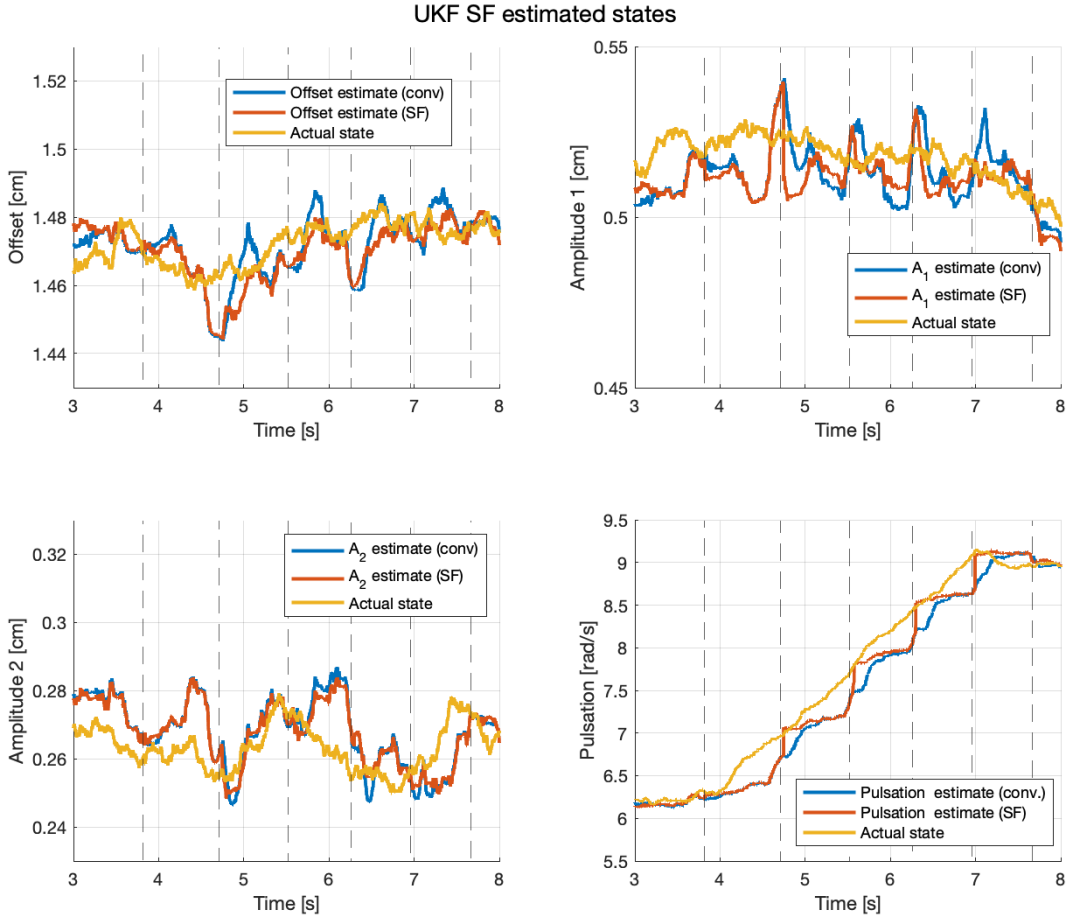 UKF SF estimated states
1.52
1.5
1.48
1.46
1.44
Offset [cm]
Offset estimate (conv)
Offset estimate (SF)
Actual state
3 4 5 6 7 8
Time [s]
0.55
0.5
0.45
Amplitude 1 [cm]
A1 estimate (conv)
A1 estimate (SF)
Actual state
3 4 5 6 7 8
Time [s]
0.32
0.3
0.28
0.26
0.24
Amplitude 2 [cm]
A2 estimate (conv)
A2 estimate (SF)
Actual state
3 4 5 6 7 8
Time [s]
9.5
9
8.5
8
7.5
7
6.5
6
5.5
Pulsation [rad/s]
Pulsation estimate (conv.)
Pulsation estimate (SF)
Actual state
3 4 5 6 7 8
Time [s]